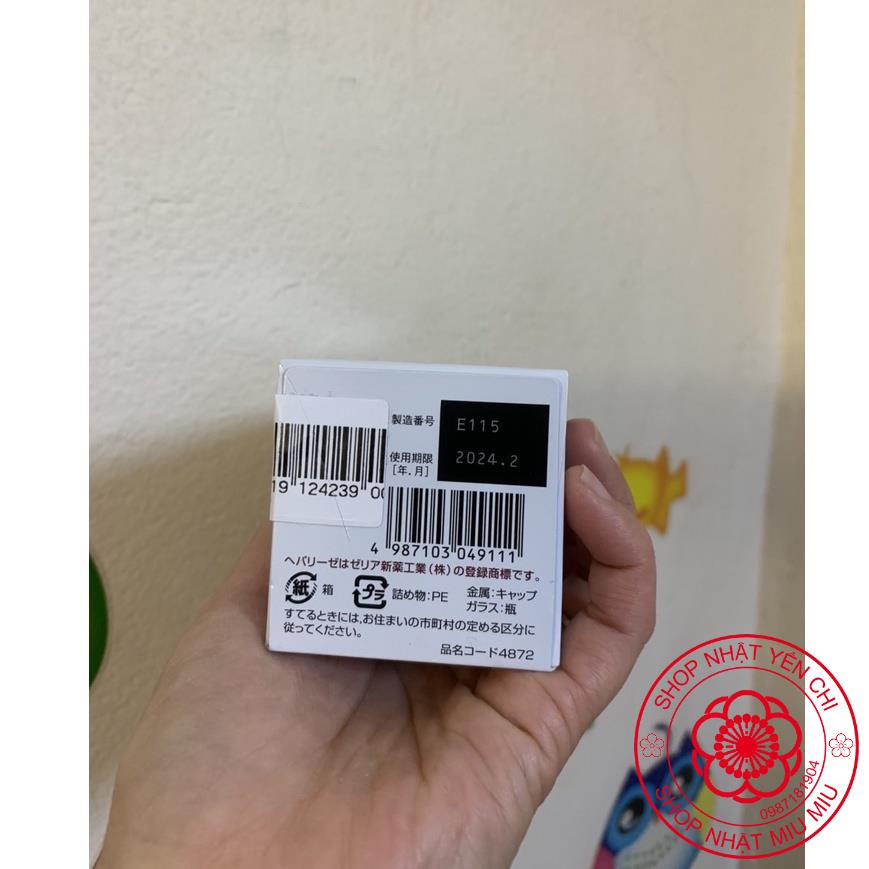 製造番号
E115
使用期限
[年.月]
2024.2
19 124239 00
4 987103 049111
ヘパリーゼはゼリア新薬工業(株)の登録商標です。
紙 箱
プラ 詰め物:PE
金属:キャップ
ガラス:瓶
すてるときには、お住まいの市町村の定める区分に
従ってください。
品名コード4872
SHOP NHẬT YẾN CHI
0987181904
SHOP NHẬT MIU MIU